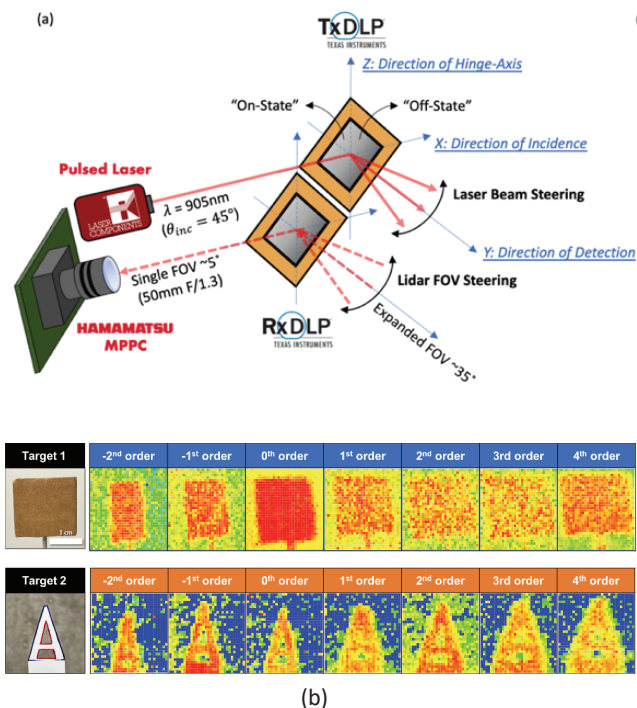 (a)
TxDLP
TEXAS INSTRUMENTS
Z: Direction of Hinge-Axis
“On-State”
“Off-State”
X: Direction of Incidence
Pulsed Laser
LASER
COMPONENTS
λ = 905nm
(θinc = 45°)
Laser Beam Steering
Y: Direction of Detection
Single FOV ~5°
(50mm F/1.3)
Lidar FOV Steering
HAMAMATSU
MPPC
RxDLP
TEXAS INSTRUMENTS
Expanded FOV ~35°
Target 1 -2nd order -1st order 0th order 1st order 2nd order 3rd order 4th order
1 cm
Target 2 -2nd order -1st order 0th order 1st order 2nd order 3rd order 4th order
(b)